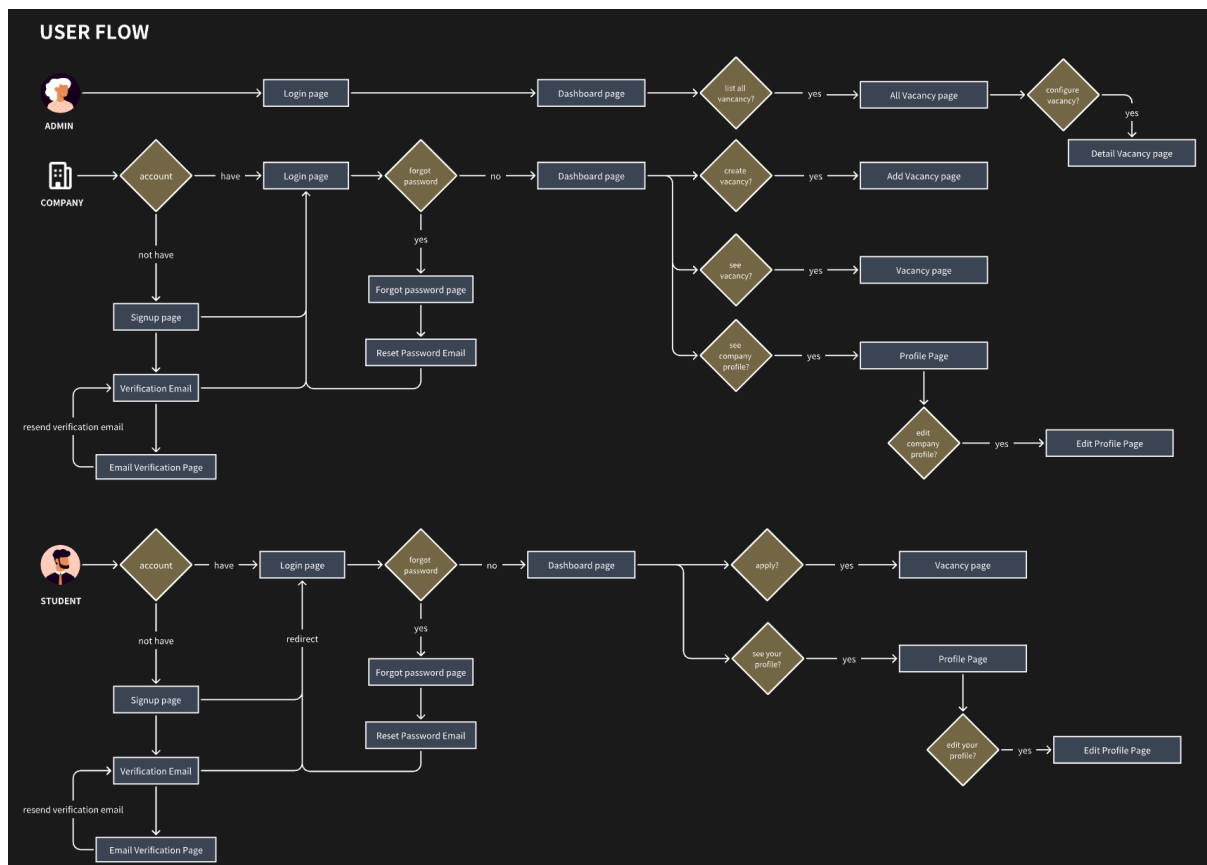 USER FLOW
ADMIN
Login page
Dashboard page
list all
vancancy?
yes
All Vacancy page
configure
vacancy?
yes
Detail Vacancy page
COMPANY
account
have
Login page
forgot
password
no
Dashboard page
create
vacancy?
yes
Add Vacancy page
not have
yes
see
vacancy?
yes
Vacancy page
Signup page
Forgot password page
Reset Password Email
see
company
profile?
yes
Profile Page
Verification Email
resend verification email
Email Verification Page
edit
company
profile?
yes
Edit Profile Page
STUDENT
account
have
Login page
forgot
password
no
Dashboard page
apply?
yes
Vacancy page
not have
redirect
yes
see your
profile?
yes
Profile Page
Signup page
Forgot password page
Reset Password Email
edit your
profile?
yes
Edit Profile Page
Verification Email
resend verification email
Email Verification Page